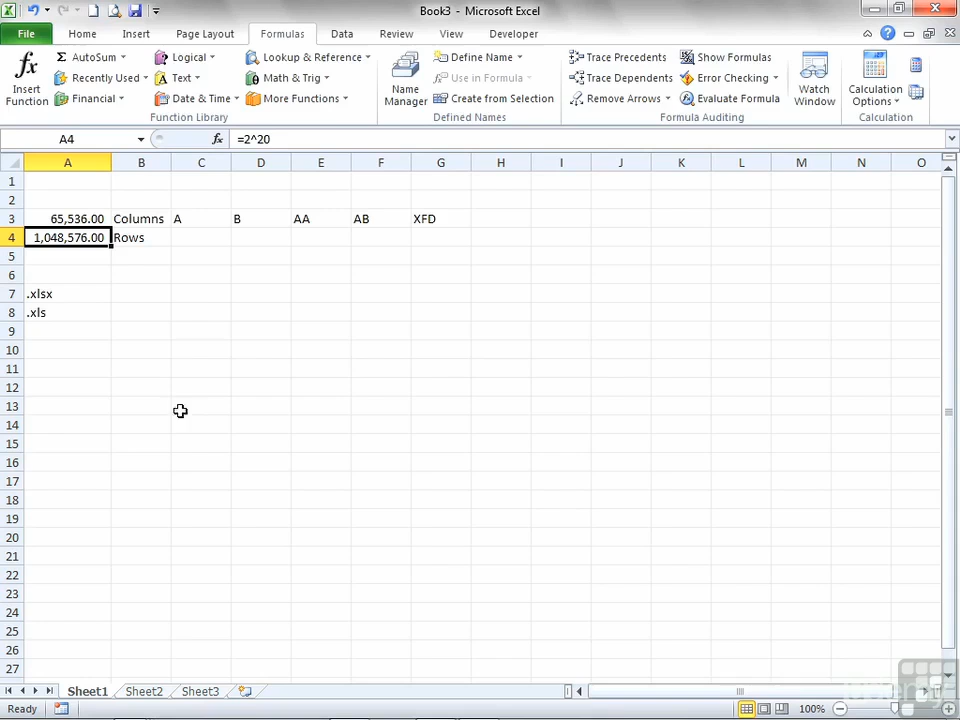 Book3 - Microsoft Excel
File Home Insert Page Layout Formulas Data Review View Developer
Σ AutoSum Logical Lookup & Reference Define Name Trace Precedents Show Formulas
Recently Used Text Math & Trig Use in Formula Trace Dependents Error Checking
Financial Date & Time More Functions Create from Selection Remove Arrows Evaluate Formula
Insert Function Name Manager Watch Window Calculation Options
Function Library Defined Names Formula Auditing Calculation
A4 fx =2^20
A B C D E F G H I J K L M N O
1
2
3 65,536.00 Columns A B AA AB XFD
4 1,048,576.00 Rows
5
6
7 .xlsx
8 .xls
9
10
11
12
13
14
15
16
17
18
19
20
21
22
23
24
25
26
27
Sheet1 Sheet2 Sheet3
Ready 100%